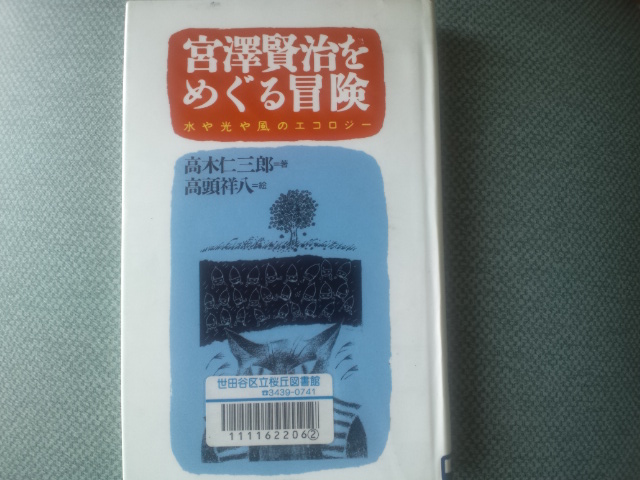 宮澤賢治を
めぐる冒険
水や光や風のエコロジー
高木仁三郎=著
高頭祥八=絵
世田谷区立桜丘図書館
☎3439-0741
111162206②